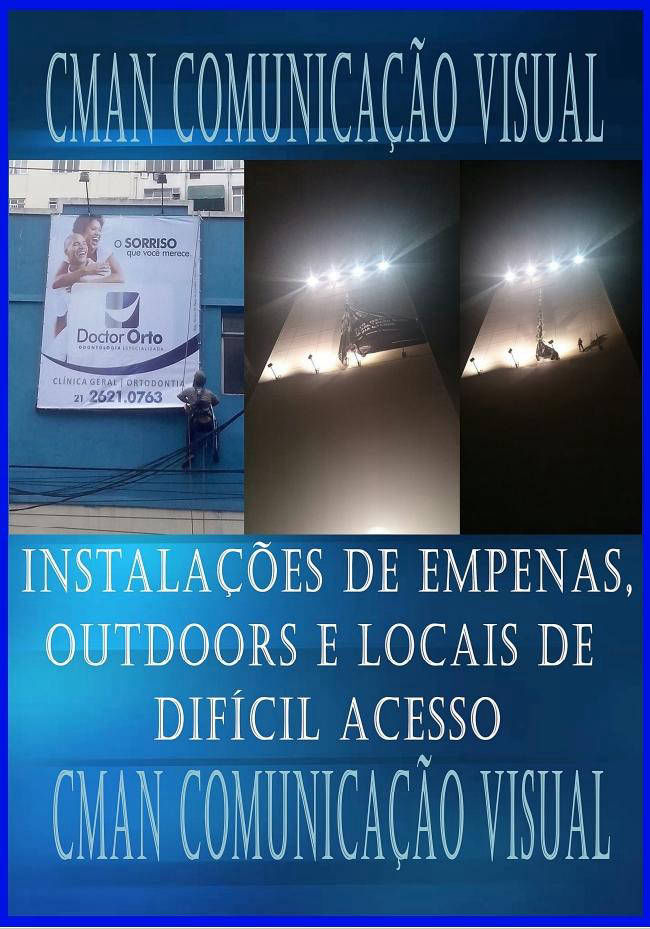 CMAN COMUNICAÇÃO VISUAL
O SORRISO
que você merece.
Doctor Orto
ODONTOLOGIA ESPECIALIZADA
CLÍNICA GERAL | ORTODONTIA
21 2621.0763
INSTALAÇÕES DE EMPENAS,
OUTDOORS E LOCAIS DE
DIFÍCIL ACESSO
CMAN COMUNICAÇÃO VISUAL